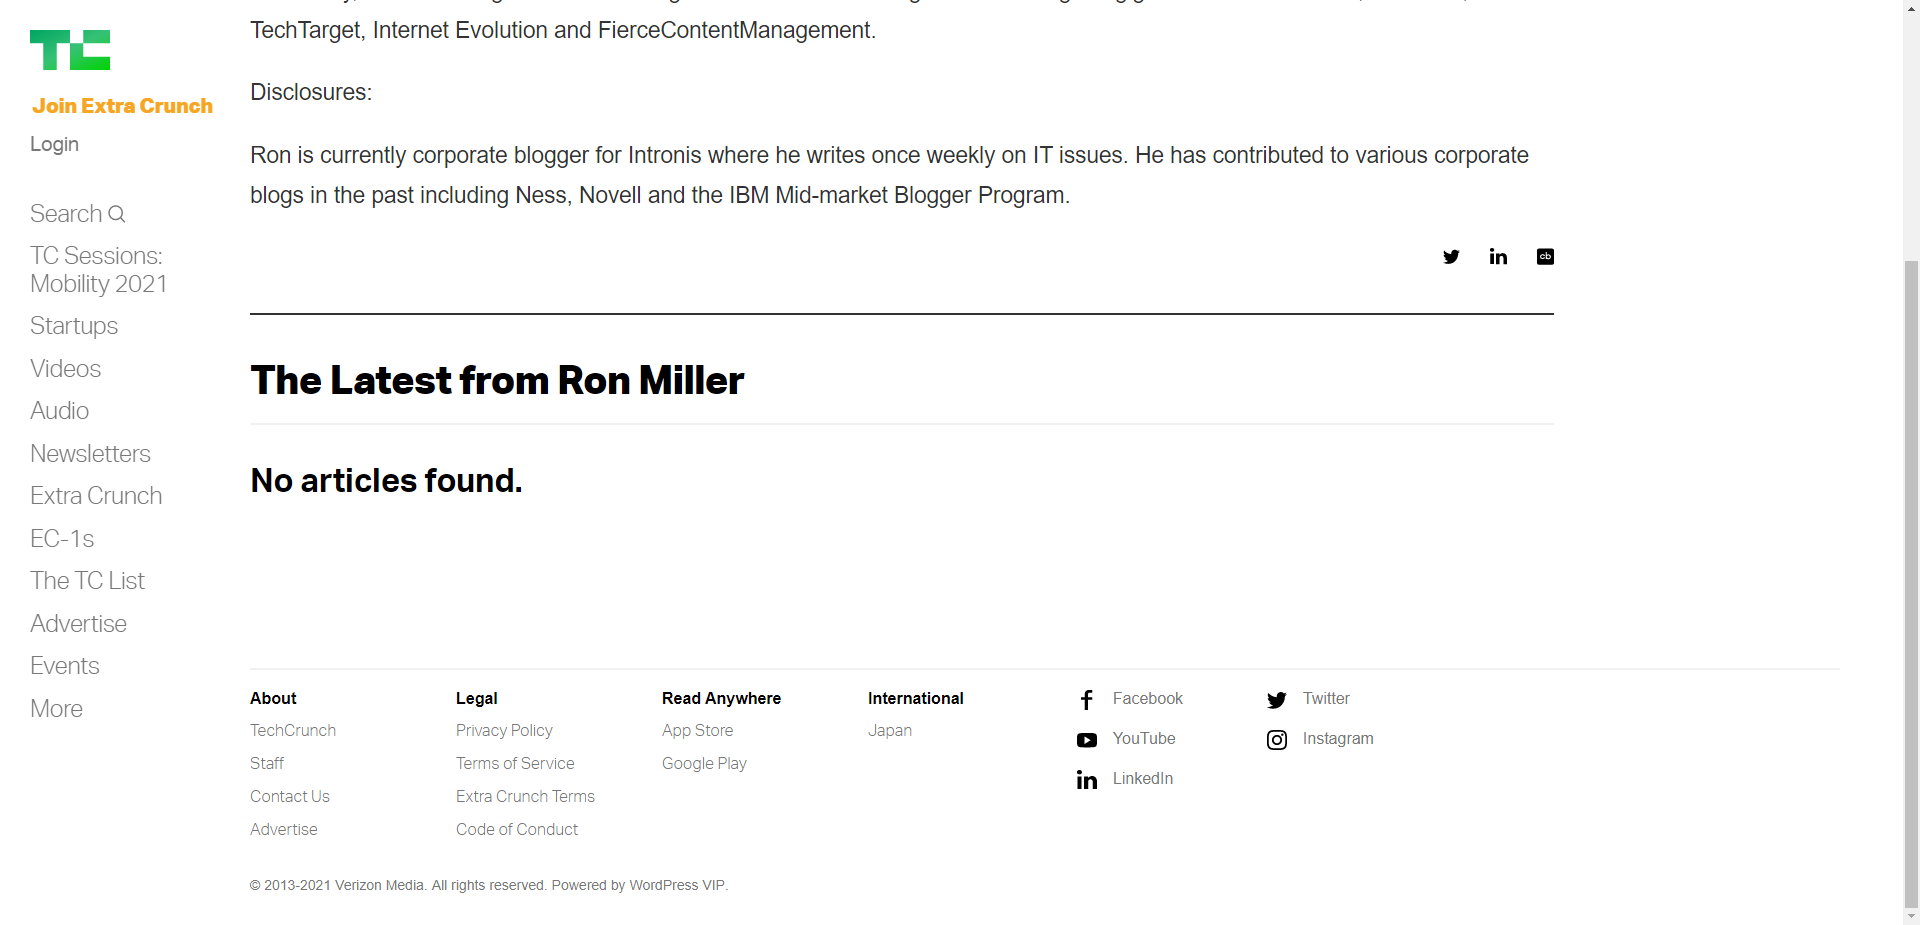 TC
Join Extra Crunch
Login
Search
TC Sessions:
Mobility 2021
Startups
Videos
Audio
Newsletters
Extra Crunch
EC-1s
The TC List
Advertise
Events
More
TechTarget, Internet Evolution and FierceContentManagement.
Disclosures:
Ron is currently corporate blogger for Intronis where he writes once weekly on IT issues. He has contributed to various corporate
blogs in the past including Ness, Novell and the IBM Mid-market Blogger Program.
in cb
The Latest from Ron Miller
No articles found.
About
TechCrunch
Staff
Contact Us
Advertise
Legal
Privacy Policy
Terms of Service
Extra Crunch Terms
Code of Conduct
Read Anywhere
App Store
Google Play
International
Japan
Facebook
YouTube
LinkedIn
Twitter
Instagram
© 2013-2021 Verizon Media. All rights reserved. Powered by WordPress VIP.